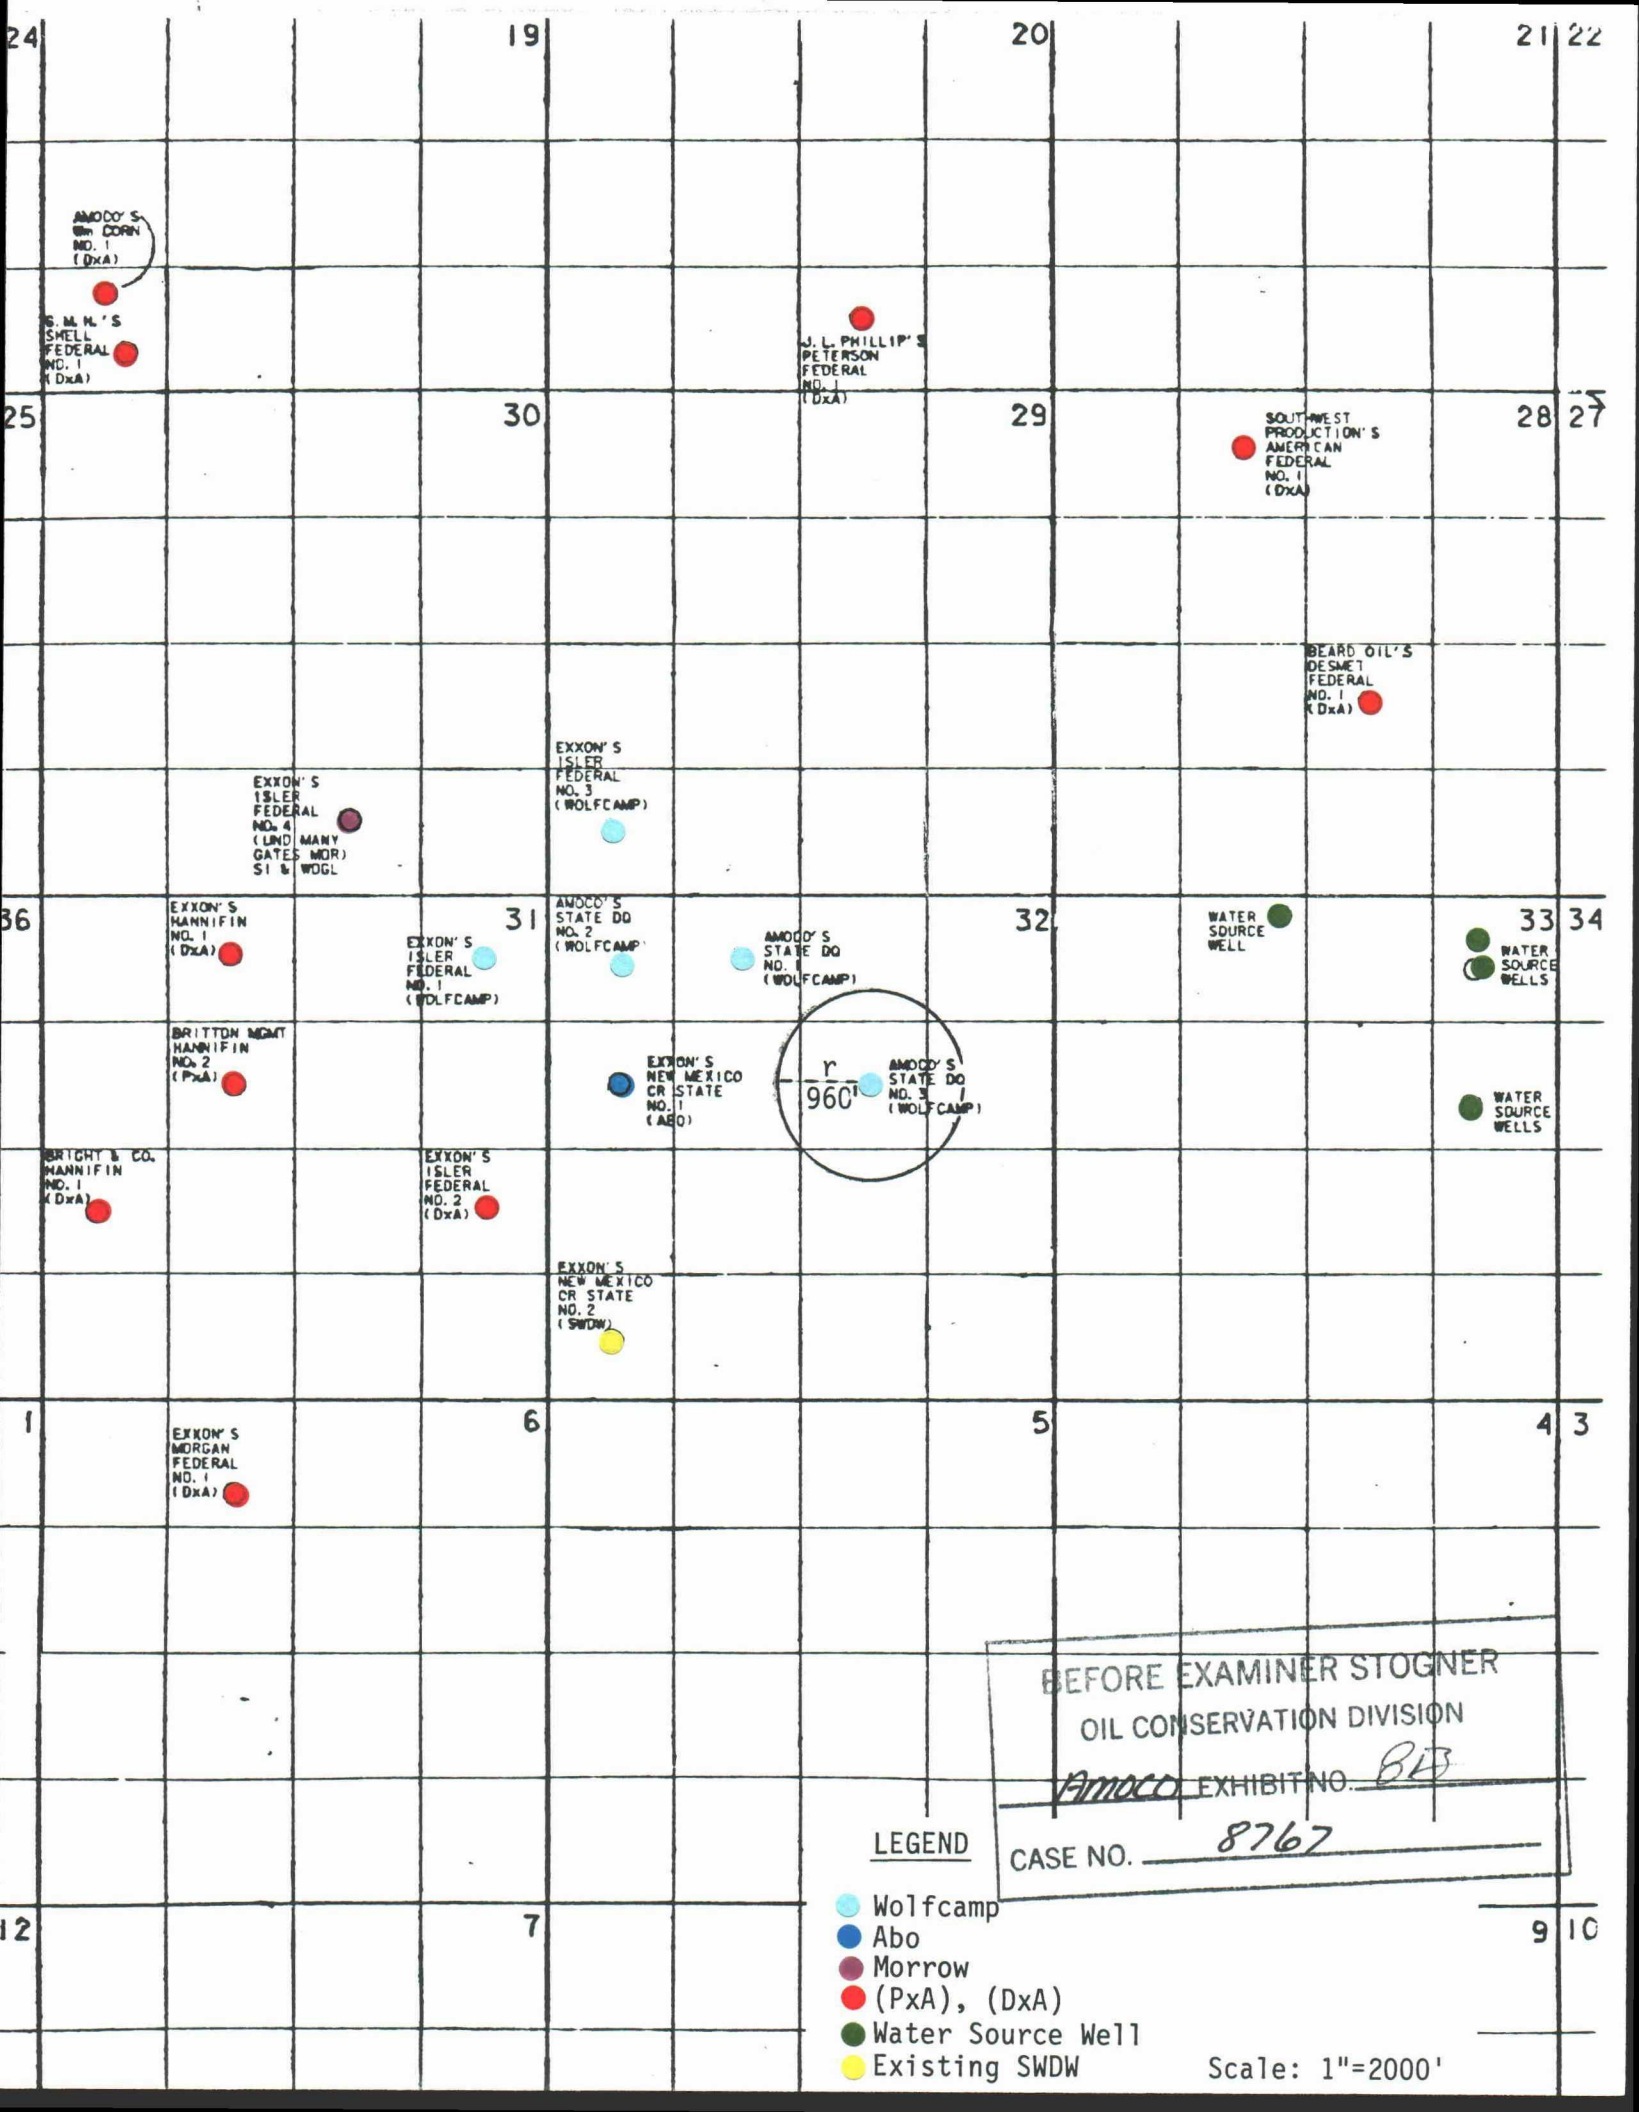 24 19 20 21 22
AMOCO'S
Wm CORN
NO. 1
(DxA)
S. M. H.'S
SHELL
FEDERAL
NO. 1
(DxA)
J. L. PHILLIP'S
PETERSON
FEDERAL
NO. 1
(DxA)
25 30 29 28 27
SOUTHWEST
PRODUCTION'S
AMERICAN
FEDERAL
NO. 1
(DxA)
BEARD OIL'S
DESMET
FEDERAL
NO. 1
(DxA)
EXXON'S
ISLER
FEDERAL
NO. 3
(WOLFCAMP)
EXXON'S
ISLER
FEDERAL
NO. 4
(UND MANY
GATES MOR)
SI & WOGL
36 31 32 33 34
EXXON'S
HANNIFIN
NO. 1
(DxA)
EXXON'S
ISLER
FEDERAL
NO. 1
(WOLFCAMP)
AMOCO'S
STATE DQ
NO. 2
(WOLFCAMP)
AMOCO'S
STATE DQ
NO. 1
(WOLFCAMP)
WATER
SOURCE
WELL
WATER
SOURCE
WELLS
BRITTON MGMT
HANNIFIN
NO. 2
(PxA)
EXXON'S
NEW MEXICO
CR STATE
NO. 1
(ABO)
r
960'
AMOCO'S
STATE DQ
NO. 3
(WOLFCAMP)
WATER
SOURCE
WELLS
BRIGHT & CO.
HANNIFIN
NO. 1
(DxA)
EXXON'S
ISLER
FEDERAL
NO. 2
(DxA)
EXXON'S
NEW MEXICO
CR STATE
NO. 2
(SWDW)
1 6 5 4 3
EXXON'S
MORGAN
FEDERAL
NO. 1
(DxA)
BEFORE EXAMINER STOGNER
OIL CONSERVATION DIVISION
AMOCO EXHIBIT NO.
CASE NO. 8767
12 7 9 10
LEGEND
Wolfcamp
Abo
Morrow
(PxA), (DxA)
Water Source Well
Existing SWDW
Scale: 1"=2000'